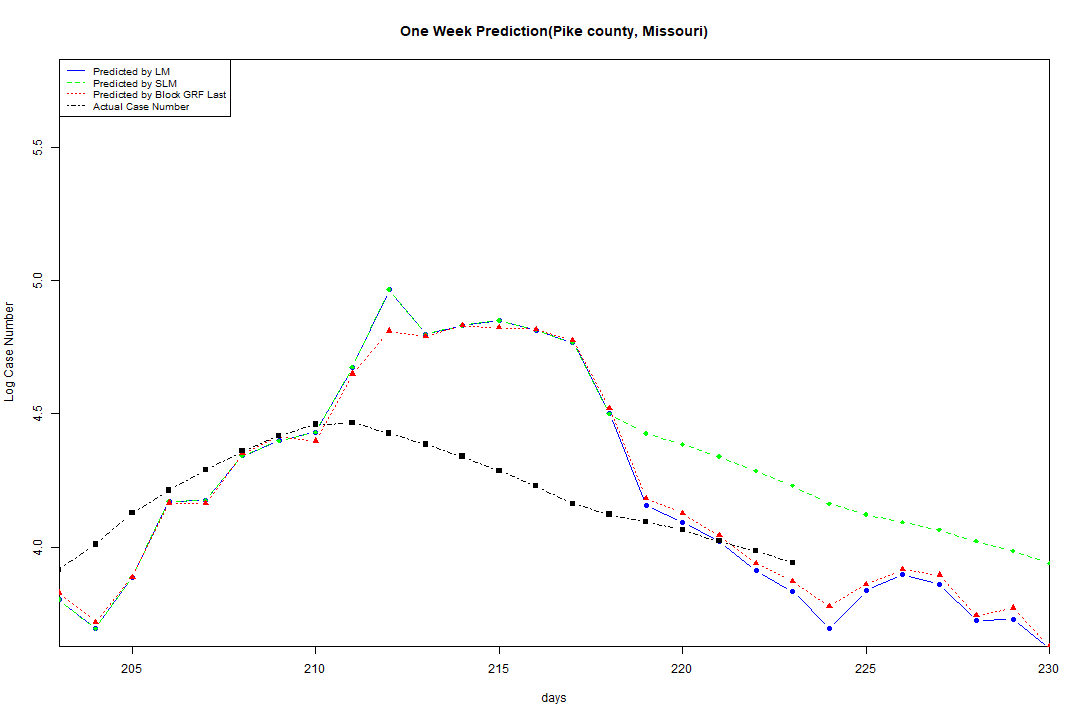 One Week Prediction(Pike county, Missouri)
Predicted by LM
Predicted by SLM
Predicted by Block GRF Last
Actual Case Number
5.5
5.0
4.5
4.0
Log Case Number
205 210 215 220 225 230
days